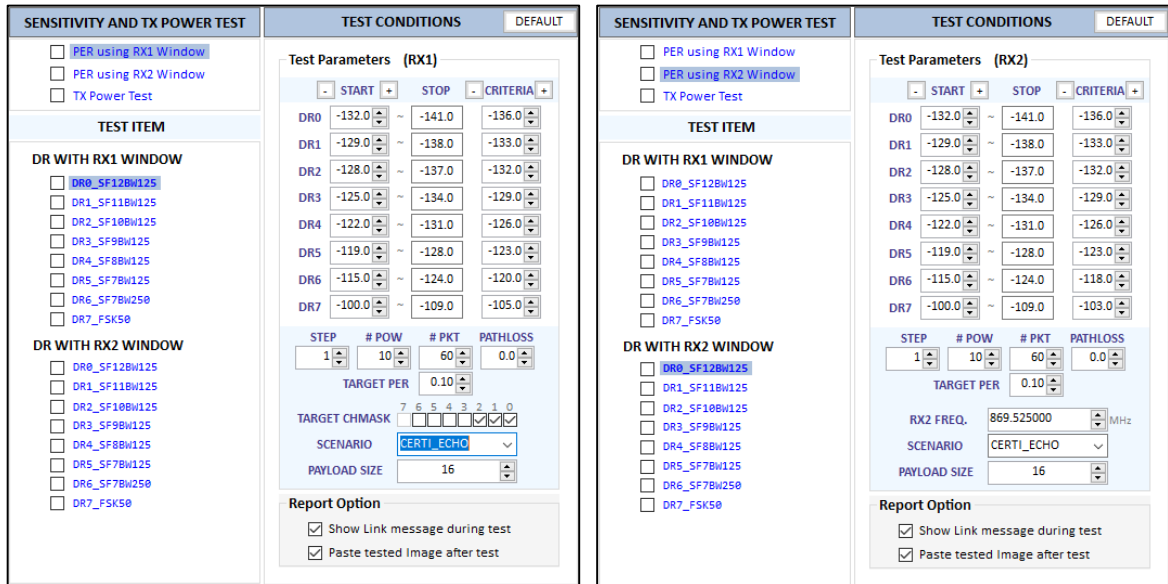 SENSITIVITY AND TX POWER TEST
PER using RX1 Window
PER using RX2 Window
TX Power Test
TEST ITEM
DR WITH RX1 WINDOW
DR0_SF12BW125
DR1_SF11BW125
DR2_SF10BW125
DR3_SF9BW125
DR4_SF8BW125
DR5_SF7BW125
DR6_SF7BW250
DR7_FSK50
DR WITH RX2 WINDOW
DR0_SF12BW125
DR1_SF11BW125
DR2_SF10BW125
DR3_SF9BW125
DR4_SF8BW125
DR5_SF7BW125
DR6_SF7BW250
DR7_FSK50
TEST CONDITIONS DEFAULT
Test Parameters (RX1)
- START + STOP - CRITERIA +
DR0 -132.0 ~ -141.0 -136.0
DR1 -129.0 ~ -138.0 -133.0
DR2 -128.0 ~ -137.0 -132.0
DR3 -125.0 ~ -134.0 -129.0
DR4 -122.0 ~ -131.0 -126.0
DR5 -119.0 ~ -128.0 -123.0
DR6 -115.0 ~ -124.0 -120.0
DR7 -100.0 ~ -109.0 -105.0
STEP # POW # PKT PATHLOSS
1 10 60 0.0
TARGET PER 0.10
7 6 5 4 3 2 1 0
TARGET CHMASK
SCENARIO CERTI_ECHO
PAYLOAD SIZE 16
Report Option
Show Link message during test
Paste tested Image after test
SENSITIVITY AND TX POWER TEST
PER using RX1 Window
PER using RX2 Window
TX Power Test
TEST ITEM
DR WITH RX1 WINDOW
DR0_SF12BW125
DR1_SF11BW125
DR2_SF10BW125
DR3_SF9BW125
DR4_SF8BW125
DR5_SF7BW125
DR6_SF7BW250
DR7_FSK50
DR WITH RX2 WINDOW
DR0_SF12BW125
DR1_SF11BW125
DR2_SF10BW125
DR3_SF9BW125
DR4_SF8BW125
DR5_SF7BW125
DR6_SF7BW250
DR7_FSK50
TEST CONDITIONS DEFAULT
Test Parameters (RX2)
- START + STOP - CRITERIA +
DR0 -132.0 ~ -141.0 -136.0
DR1 -129.0 ~ -138.0 -133.0
DR2 -128.0 ~ -137.0 -132.0
DR3 -125.0 ~ -134.0 -129.0
DR4 -122.0 ~ -131.0 -126.0
DR5 -119.0 ~ -128.0 -123.0
DR6 -115.0 ~ -124.0 -118.0
DR7 -100.0 ~ -109.0 -103.0
STEP # POW # PKT PATHLOSS
1 10 60 0.0
TARGET PER 0.10
RX2 FREQ. 869.525000 MHz
SCENARIO CERTI_ECHO
PAYLOAD SIZE 16
Report Option
Show Link message during test
Paste tested Image after test